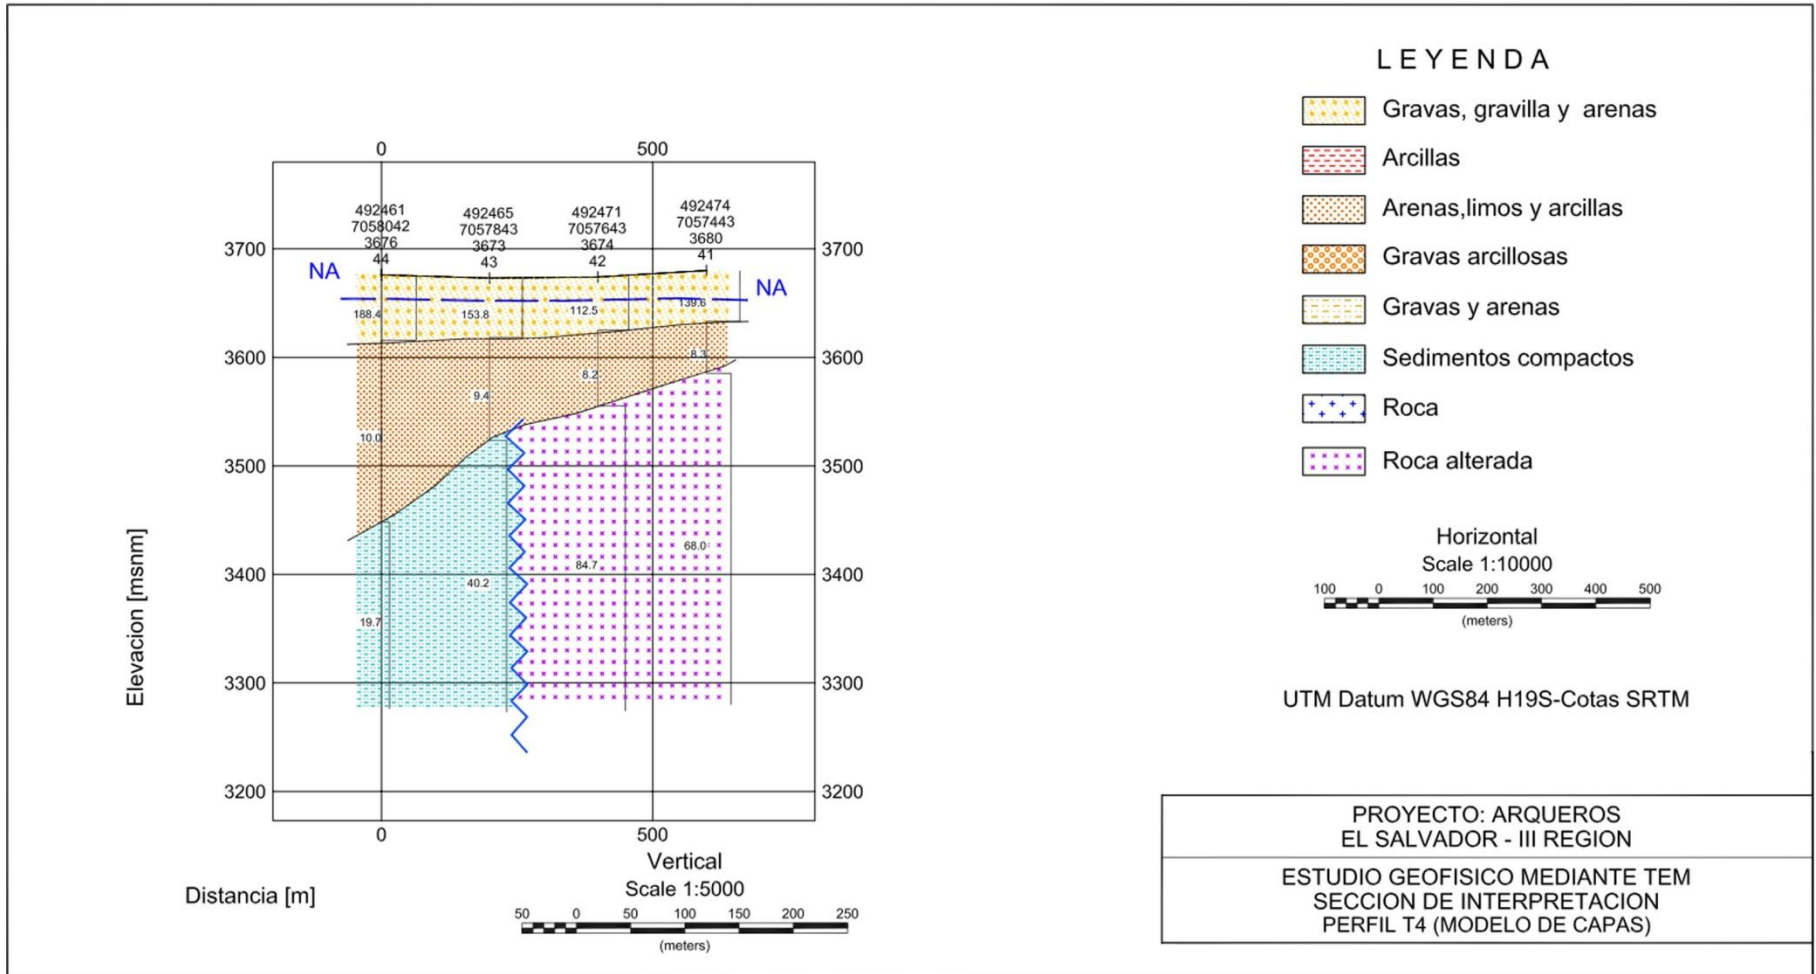 0 500
492461
7058042
3676
44
492465
7057843
3673
43
492471
7057643
3674
42
492474
7057443
3680
41
3700 3700
NA NA
188.4 153.8 112.5 139.6
3600 3600
10.0 9.4 8.2 8.3
3500 3500
3400 3400
19.7 40.2 84.7 68.0
3300 3300
3200 3200
0 500
Elevacion [msnm]
Distancia [m]
Vertical
Scale 1:5000
50 0 50 100 150 200 250
(meters)
LEYENDA
Gravas, gravilla y arenas
Arcillas
Arenas,limos y arcillas
Gravas arcillosas
Gravas y arenas
Sedimentos compactos
Roca
Roca alterada
Horizontal
Scale 1:10000
100 0 100 200 300 400 500
(meters)
UTM Datum WGS84 H19S-Cotas SRTM
PROYECTO: ARQUEROS
EL SALVADOR - III REGION
ESTUDIO GEOFISICO MEDIANTE TEM
SECCION DE INTERPRETACION
PERFIL T4 (MODELO DE CAPAS)